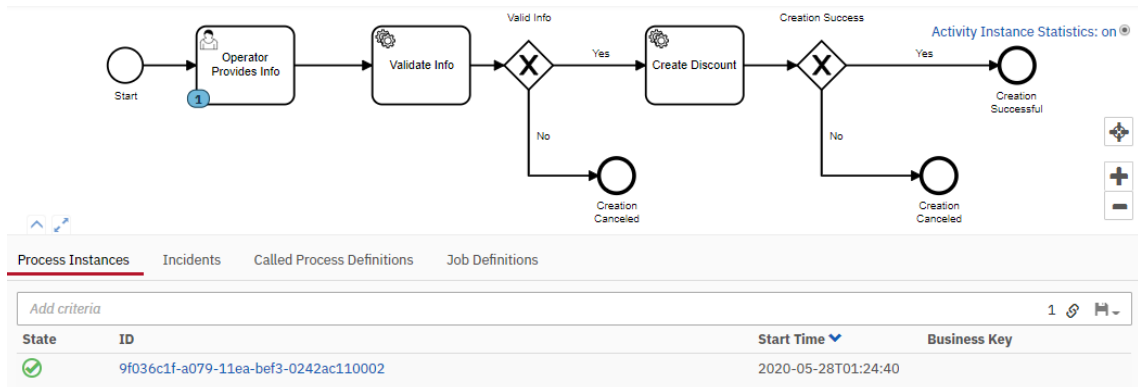 Valid Info
Creation Success
Activity Instance Statistics: on
Operator
Provides Info
1
Validate Info
Yes
Create Discount
Yes
Start
Creation
Successful
No
No
Creation
Canceled
Creation
Canceled
Process Instances Incidents Called Process Definitions Job Definitions
Add criteria 1
State ID Start Time Business Key
9f036c1f-a079-11ea-bef3-0242ac110002 2020-05-28T01:24:40